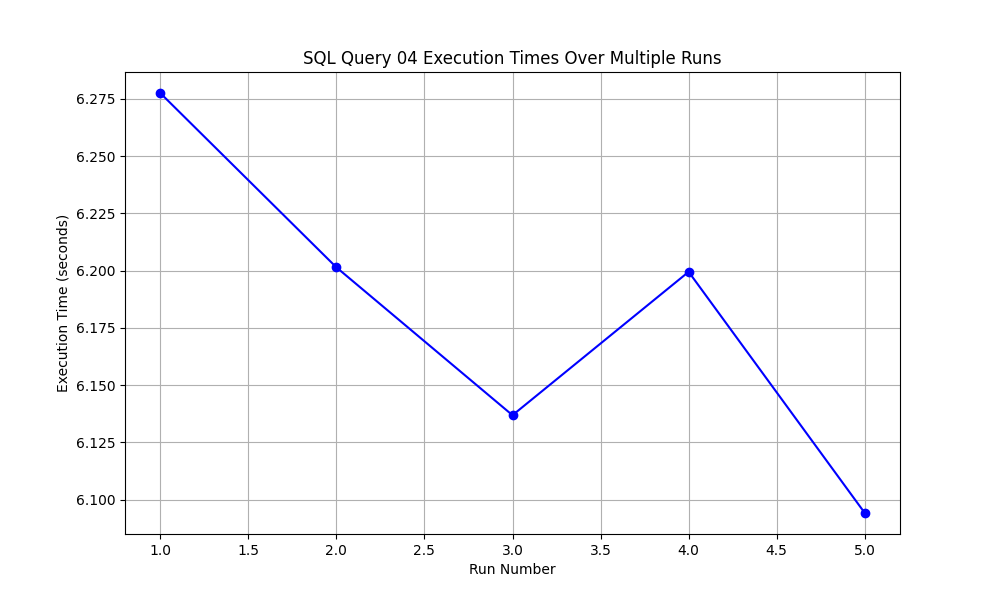 SQL Query 04 Execution Times Over Multiple Runs
Execution Time (seconds)
6.275
6.250
6.225
6.200
6.175
6.150
6.125
6.100
1.0 1.5 2.0 2.5 3.0 3.5 4.0 4.5 5.0
Run Number